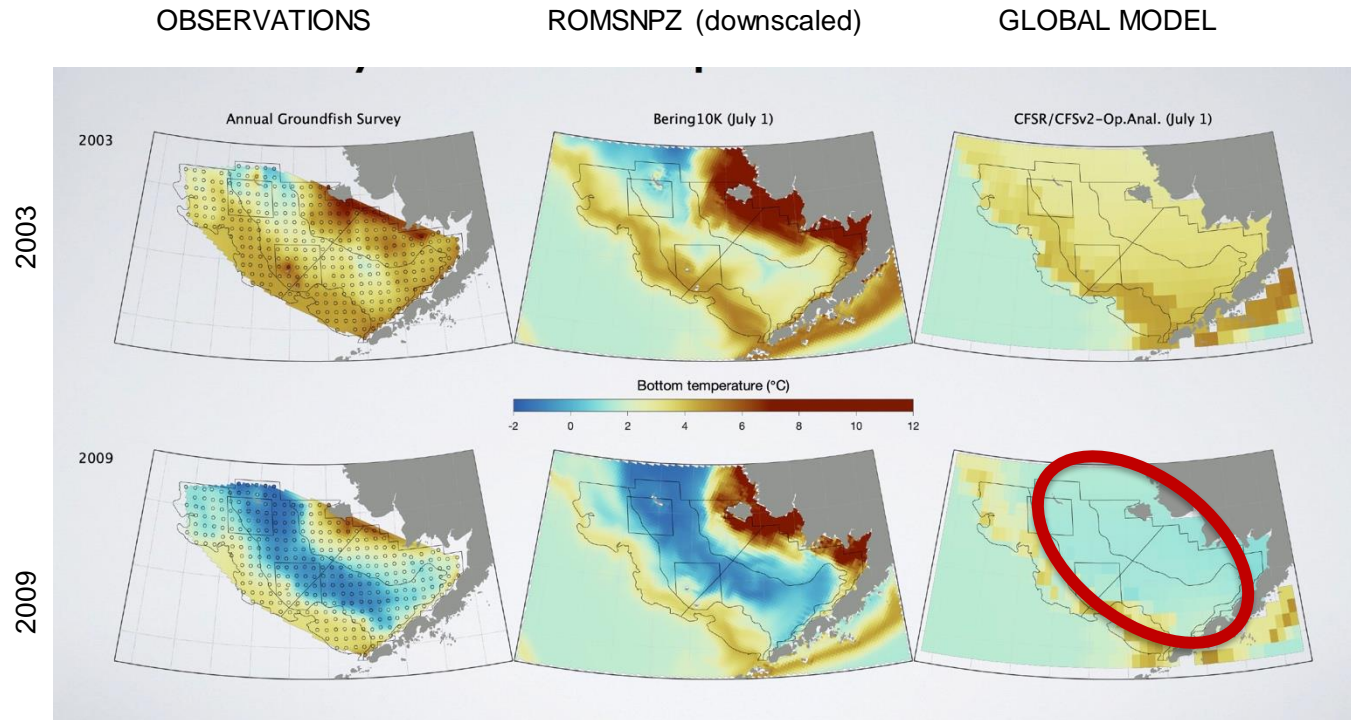 OBSERVATIONS ROMSNPZ (downscaled) GLOBAL MODEL
Annual Groundfish Survey Bering10K (July 1) CFSR/CFSv2-Op.Anal. (July 1)
2003
2003
Bottom temperature (°C)
-2 0 2 4 6 8 10 12
2009
2009